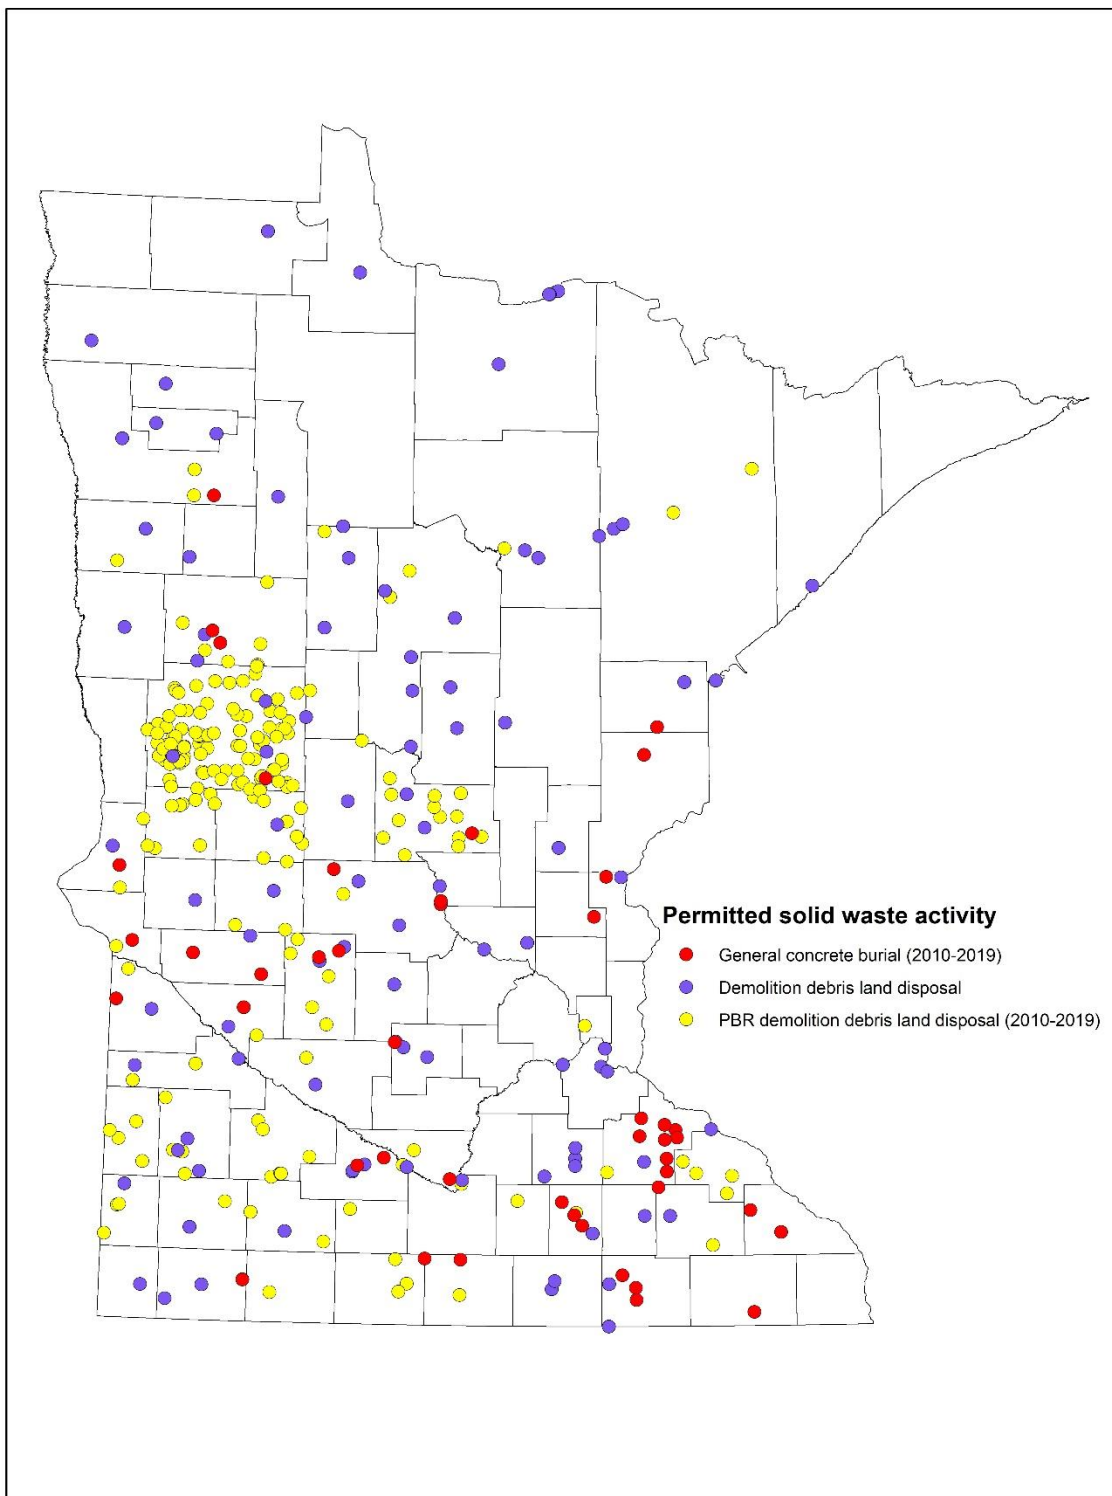 Permitted solid waste activity
General concrete burial (2010-2019)
Demolition debris land disposal
PBR demolition debris land disposal (2010-2019)